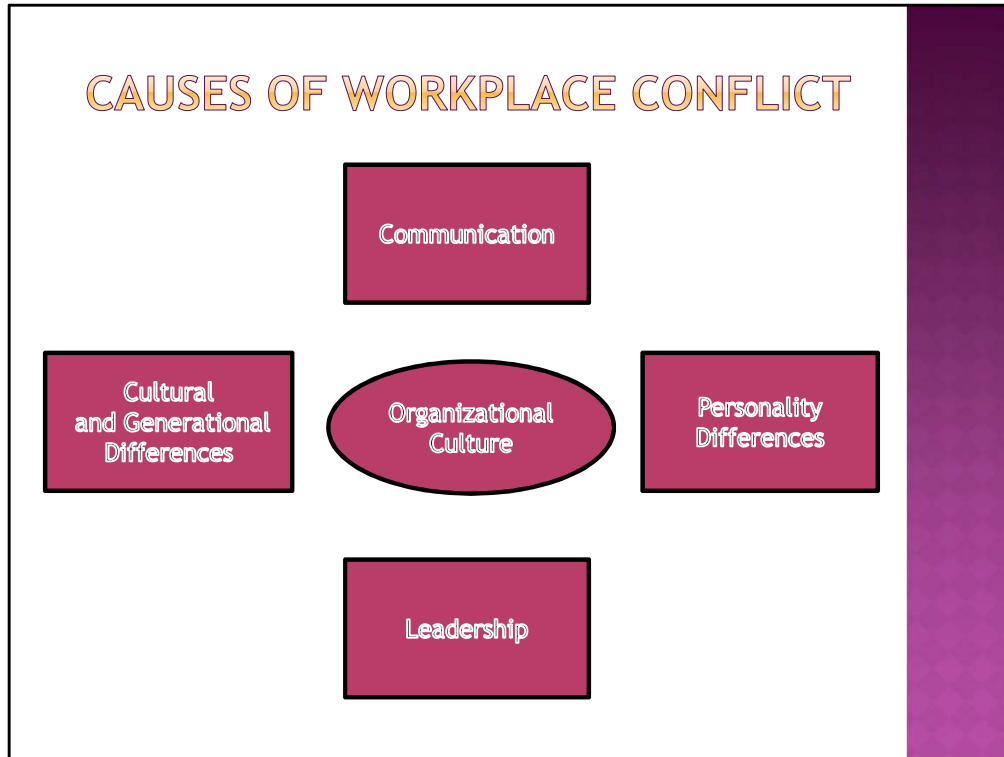 CAUSES OF WORKPLACE CONFLICT
Communication
Cultural
and Generational
Differences
Organizational
Culture
Personality
Differences
Leadership